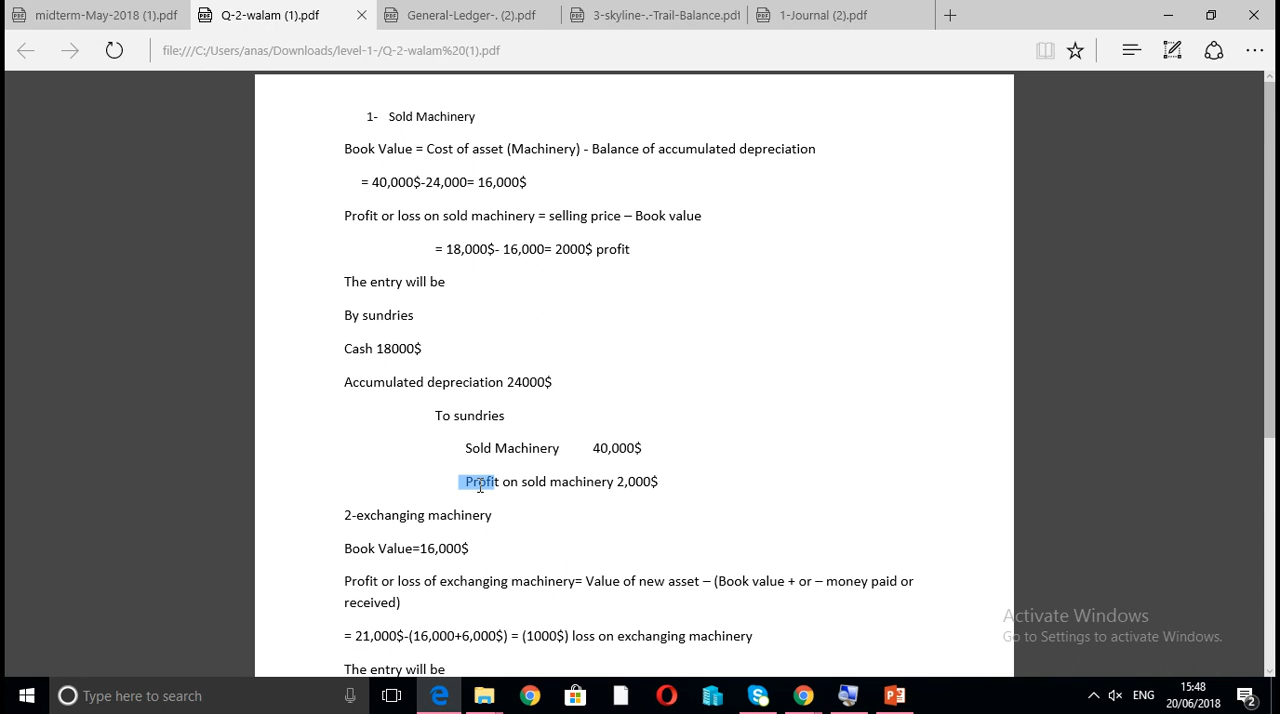 midterm-May-2018 (1).pdf
Q-2-walam (1).pdf
General-Ledger-. (2).pdf
3-skyline-.-Trail-Balance.pdf
1-Journal (2).pdf
file:///C:/Users/anas/Downloads/level-1-/Q-2-walam%20(1).pdf
1- Sold Machinery
Book Value = Cost of asset (Machinery) - Balance of accumulated depreciation
= 40,000$-24,000= 16,000$
Profit or loss on sold machinery = selling price – Book value
= 18,000$- 16,000= 2000$ profit
The entry will be
By sundries
Cash 18000$
Accumulated depreciation 24000$
To sundries
Sold Machinery 40,000$
Profit on sold machinery 2,000$
2-exchanging machinery
Book Value=16,000$
Profit or loss of exchanging machinery= Value of new asset – (Book value + or – money paid or
received)
= 21,000$-(16,000+6,000$) = (1000$) loss on exchanging machinery
The entry will be
Activate Windows
Go to Settings to activate Windows.
Type here to search
ENG
15:48
20/06/2018
2